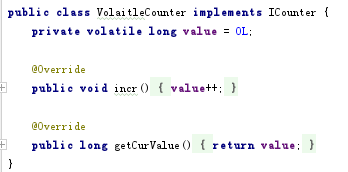 public class VolaitleCounter implements ICounter {
private volatile long value = 0L;
@Override
public void incr() { value++; }
@Override
public long getCurValue() { return value; }
}